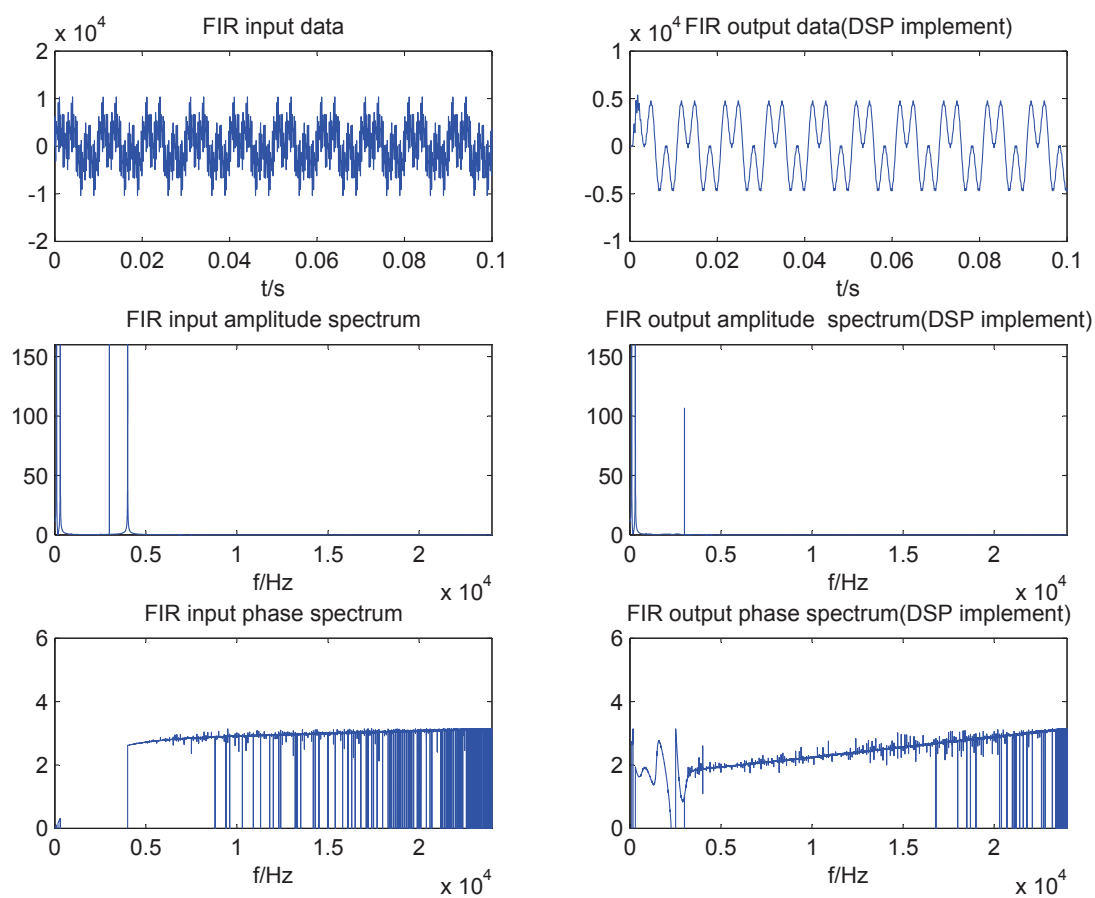 x 10^4 FIR input data
2
1
0
-1
-2
0 0.02 0.04 0.06 0.08 0.1
t/s
x 10^4 FIR output data(DSP implement)
1
0.5
0
-0.5
-1
0 0.02 0.04 0.06 0.08 0.1
t/s
FIR input amplitude spectrum
150
100
50
0
0 0.5 1 1.5 2
f/Hz
x 10^4
FIR output amplitude spectrum(DSP implement)
150
100
50
0
0 0.5 1 1.5 2
f/Hz
x 10^4
FIR input phase spectrum
6
4
2
0
0 0.5 1 1.5 2
f/Hz
x 10^4
FIR output phase spectrum(DSP implement)
6
4
2
0
0 0.5 1 1.5 2
f/Hz
x 10^4